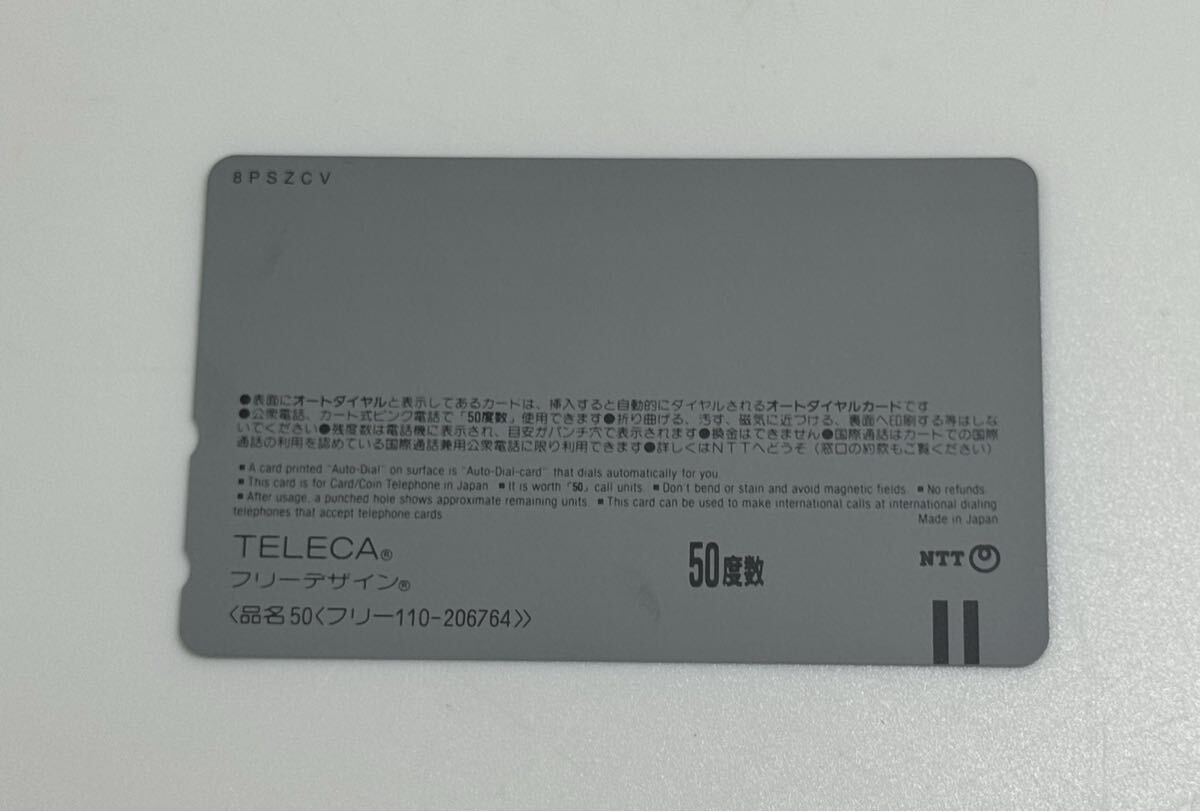 8PSZCV
●表面にオートダイヤルと表示してあるカードは、挿入すると自動的にダイヤルされるオートダイヤルカードです
●公衆電話、カード式ピンク電話で「50度数」使用できます●折り曲げる、汚す、磁気に近づける、裏面へ印刷する等はしな
いでください●残度数は電話機に表示され、目安がパンチ穴で表示されます●換金はできません●国際通話はカードでの国際
通話の利用を認めている国際通話兼用公衆電話に限り利用できます●詳しくはNTTへどうぞ（窓口の約款もご覧ください）
■ A card printed "Auto-Dial" on surface is "Auto-Dial-card" that dials automatically for you.
■ This card is for Card/Coin Telephone in Japan ■ It is worth「50」call units. ■ Don't bend or stain and avoid magnetic fields. ■ No refunds.
■ After usage, a punched hole shows approximate remaining units. ■ This card can be used to make international calls at international dialing
telephones that accept telephone cards.
Made in Japan
TELECA®
フリーデザイン®
50度数
NTT
〈品名50〈フリー110-206764〉〉